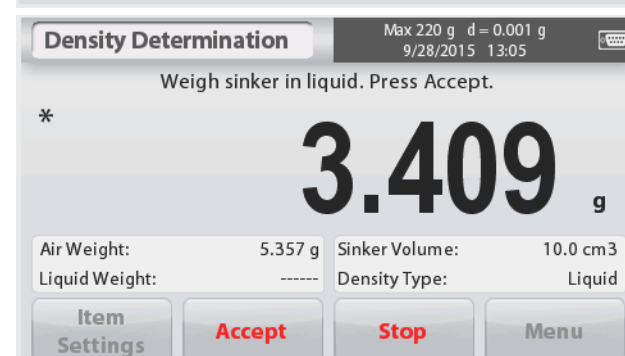 Density Determination
Max 220 g d = 0.001 g
9/28/2015 13:05
Weigh sinker in liquid. Press Accept.
*
3.409 g
Air Weight: 5.357 g Sinker Volume: 10.0 cm3
Liquid Weight: ------ Density Type: Liquid
Item Settings
Accept
Stop
Menu